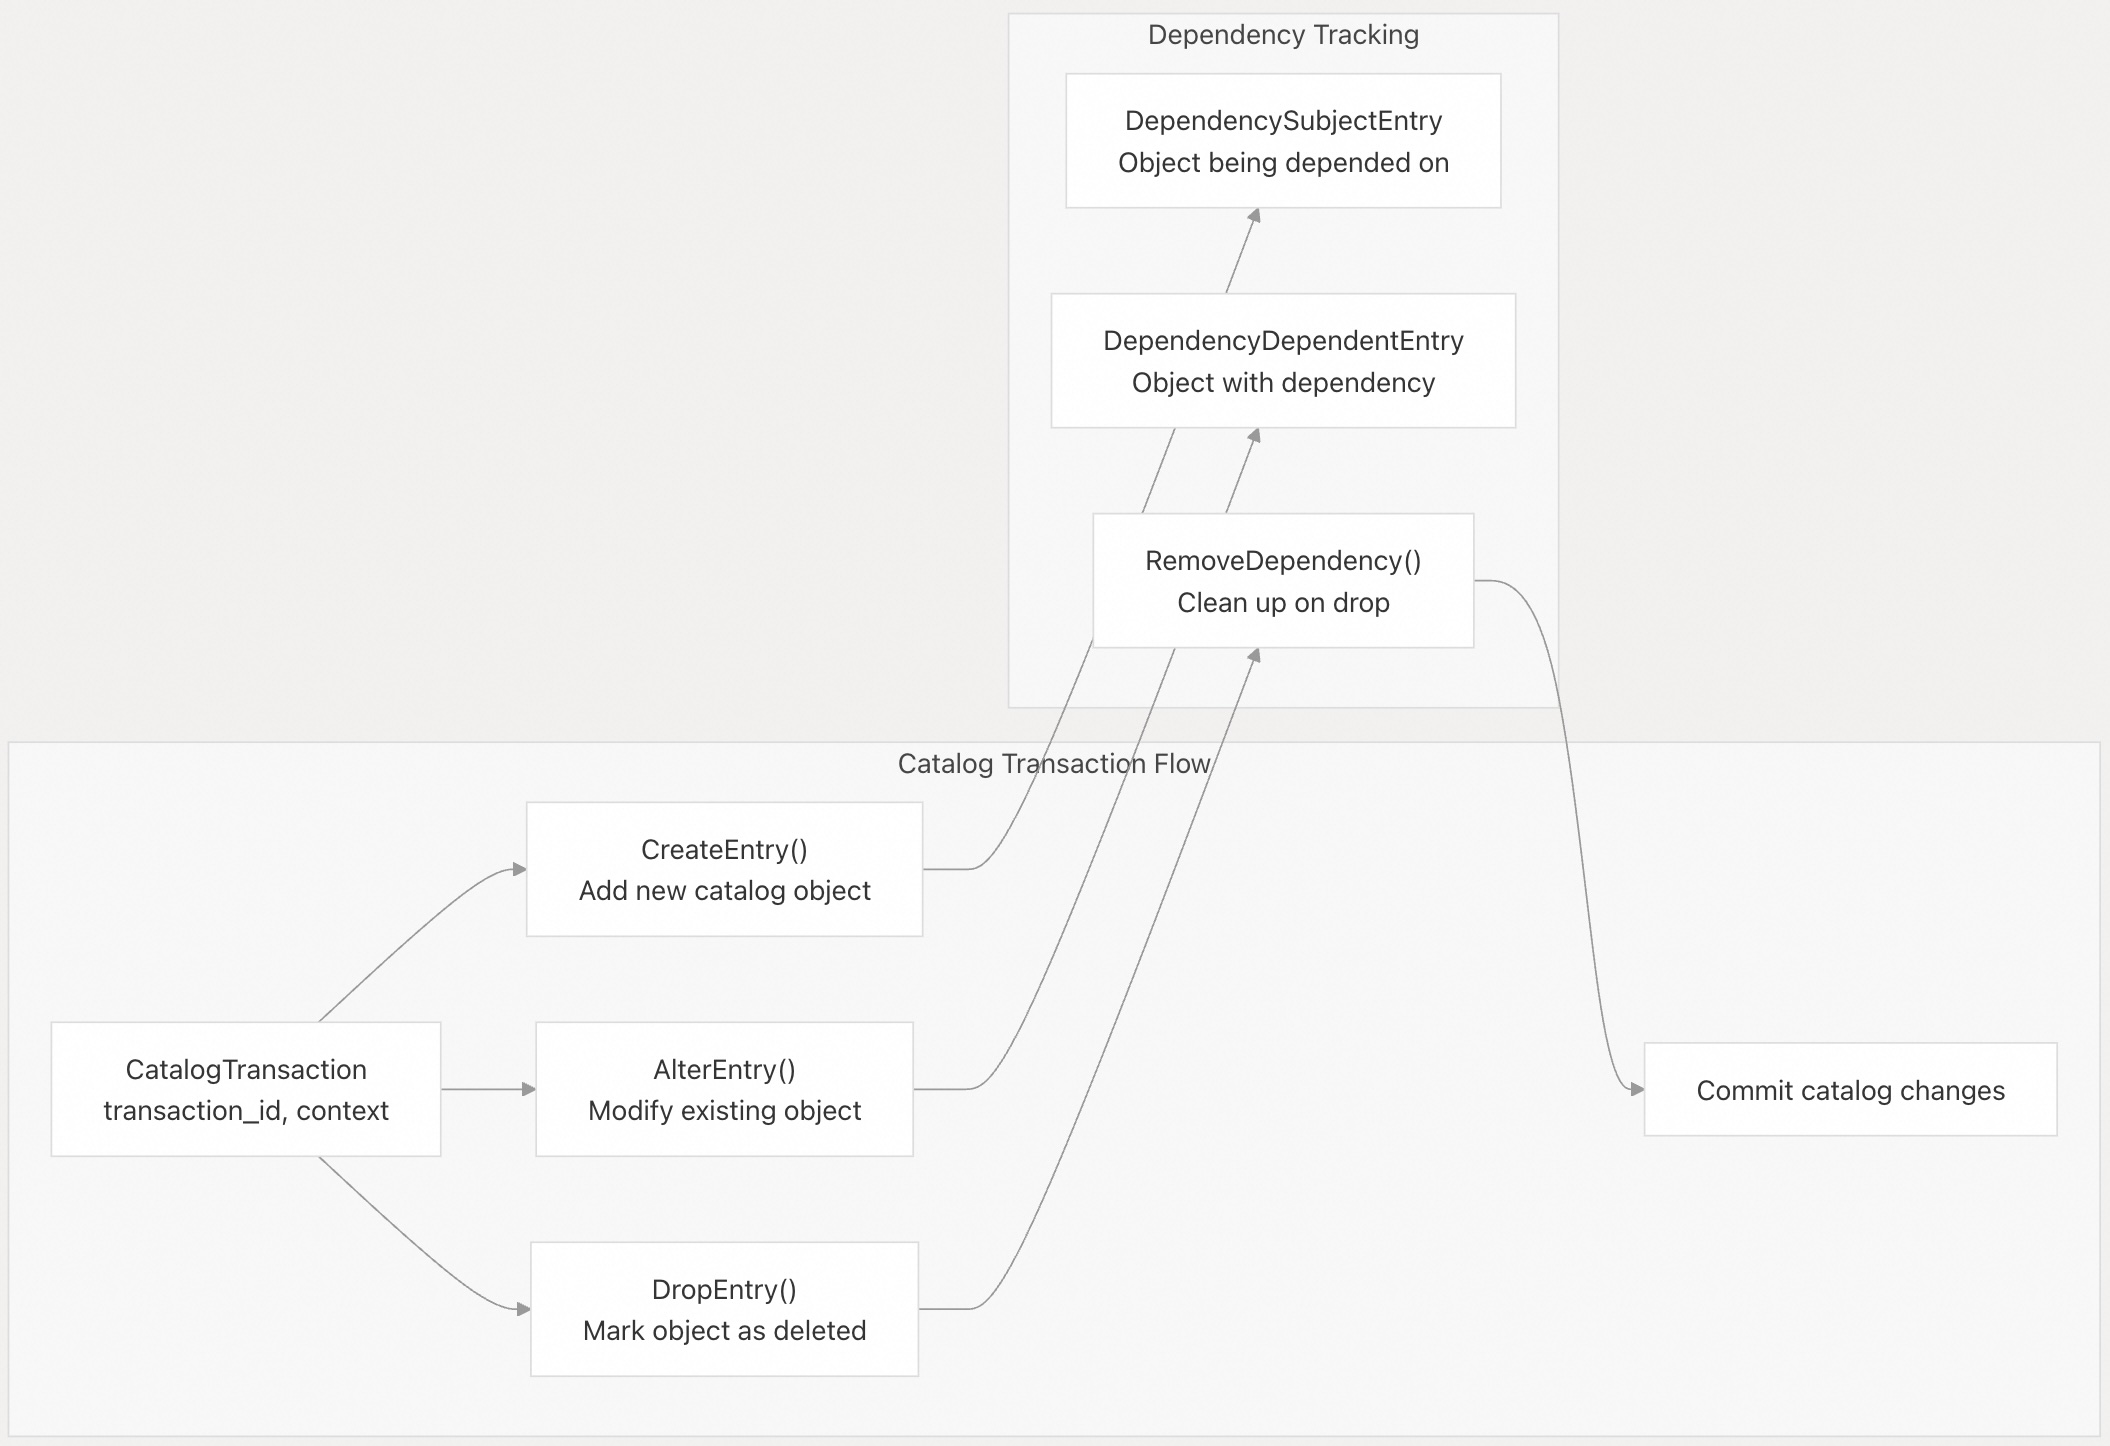 Dependency Tracking
DependencySubjectEntry
Object being depended on
DependencyDependentEntry
Object with dependency
RemoveDependency()
Clean up on drop
Catalog Transaction Flow
CreateEntry()
Add new catalog object
CatalogTransaction
transaction_id, context
AlterEntry()
Modify existing object
Commit catalog changes
DropEntry()
Mark object as deleted